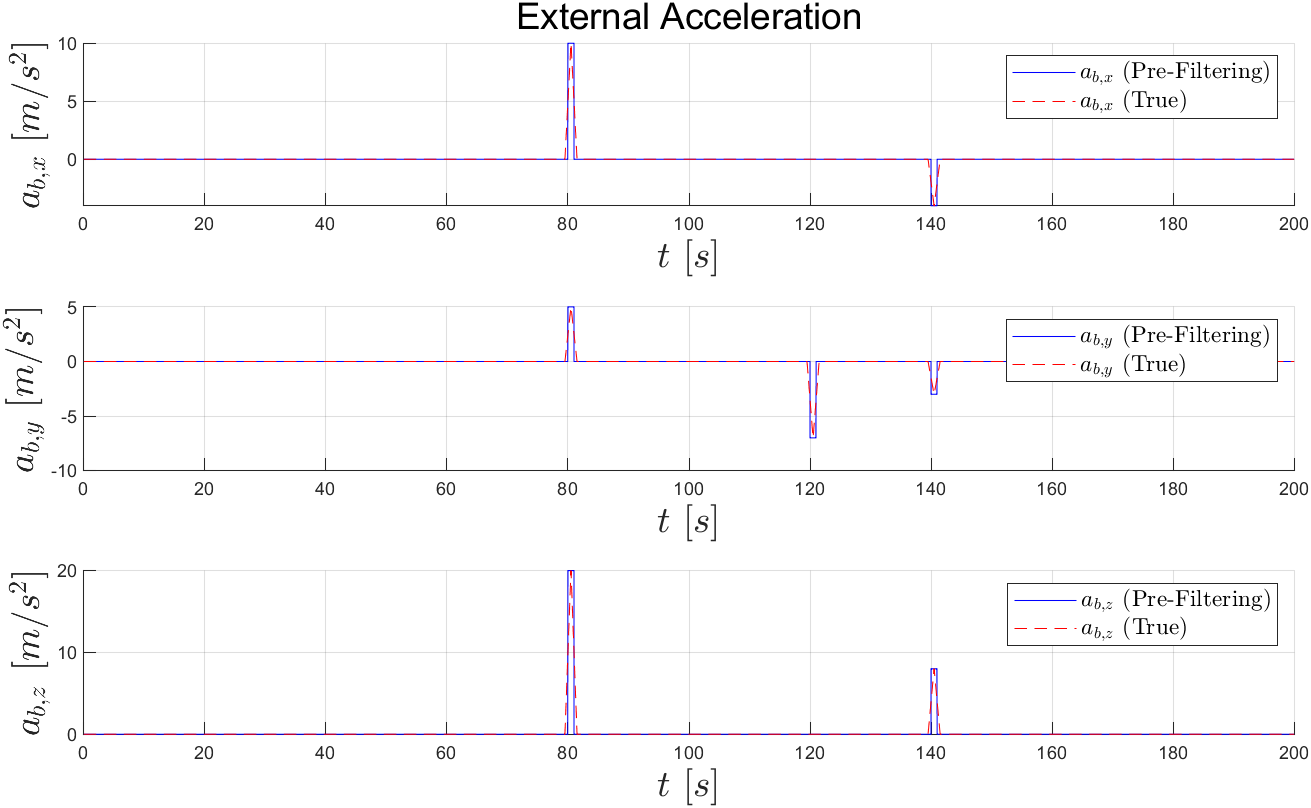 External Acceleration
10
5
0
a_{b,x} [m/s^2]
a_{b,x} (Pre-Filtering)
a_{b,x} (True)
0 20 40 60 80 100 120 140 160 180 200
t [s]
5
0
-5
-10
a_{b,y} [m/s^2]
a_{b,y} (Pre-Filtering)
a_{b,y} (True)
0 20 40 60 80 100 120 140 160 180 200
t [s]
20
10
0
a_{b,z} [m/s^2]
a_{b,z} (Pre-Filtering)
a_{b,z} (True)
0 20 40 60 80 100 120 140 160 180 200
t [s]